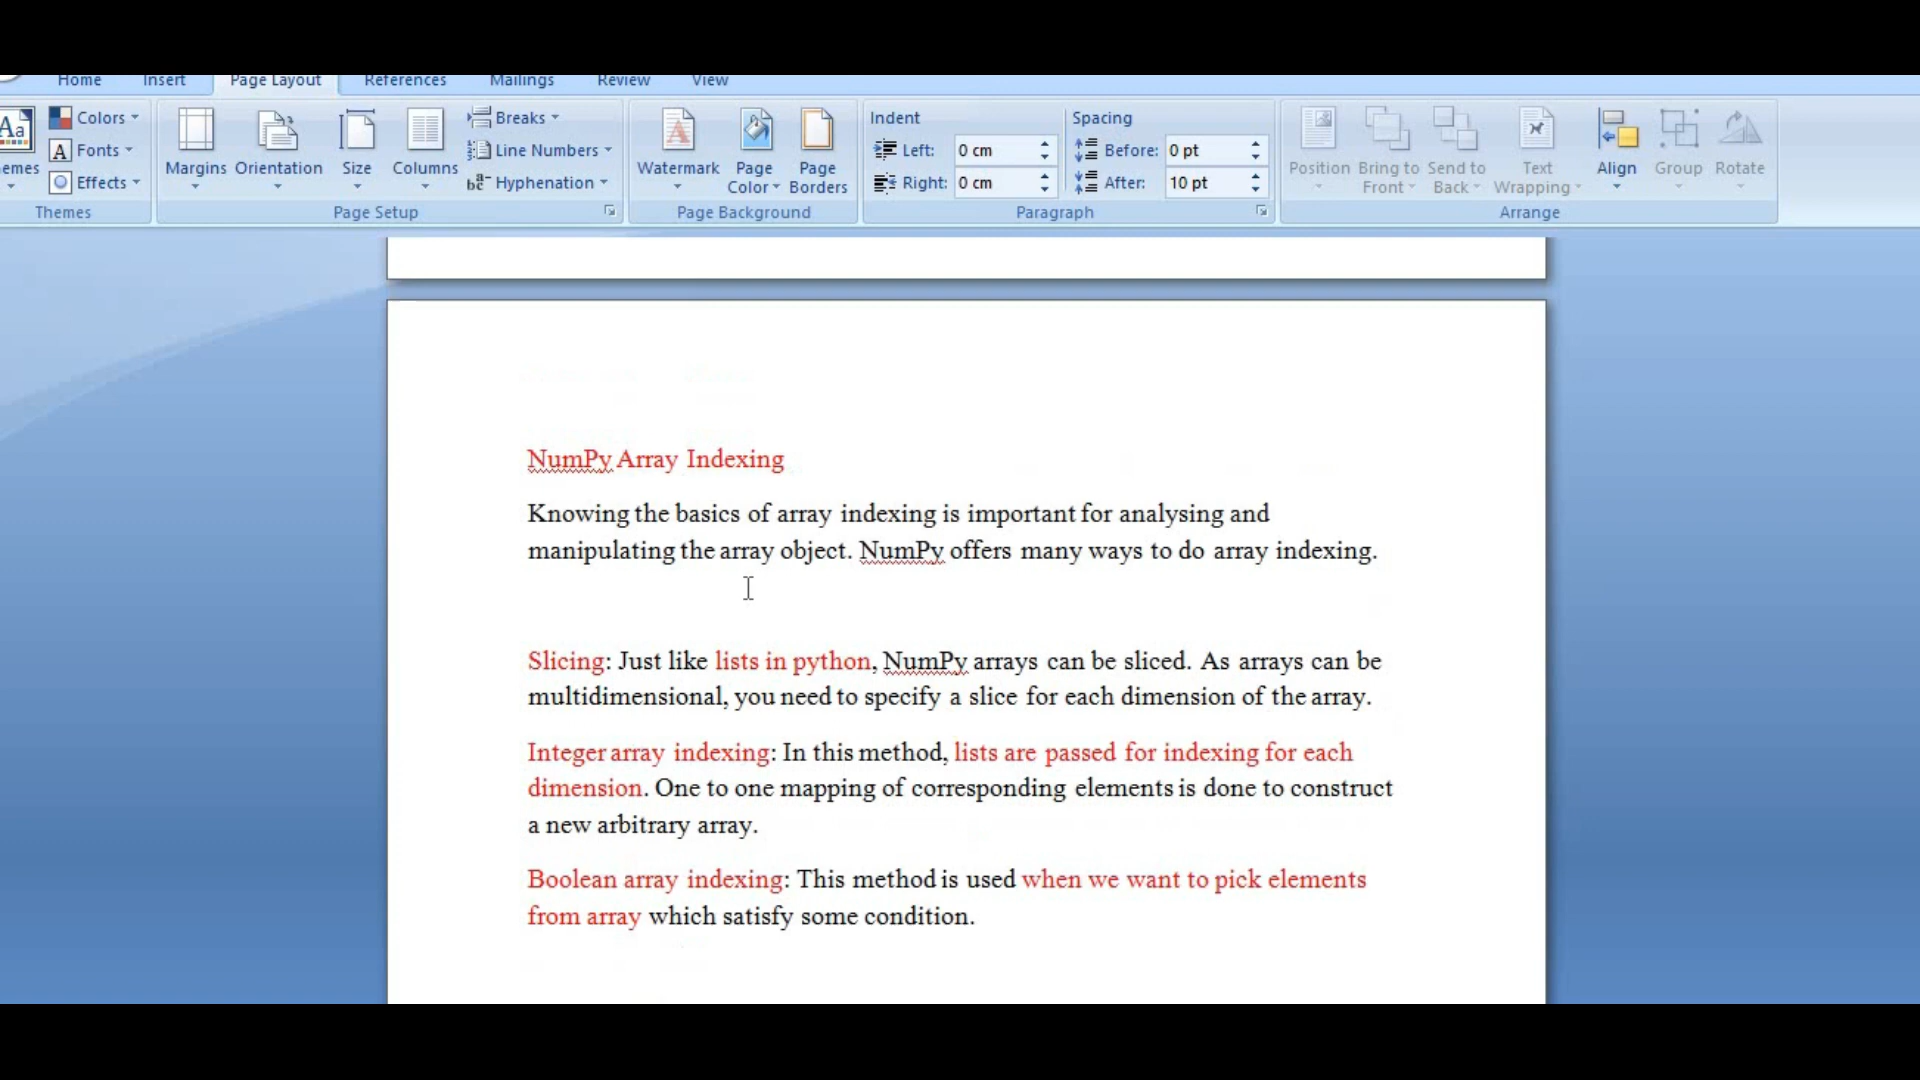 Home Insert Page Layout References Mailings Review View
Aa Colors Margins Orientation Size Columns Breaks Watermark Page Color Page Borders Indent Spacing Position Bring to Front Send to Back Text Wrapping Align Group Rotate
emes A Fonts Line Numbers Left: 0 cm Before: 0 pt
Effects Hyphenation Right: 0 cm After: 10 pt
Themes Page Setup Page Background Paragraph Arrange
NumPy Array Indexing
Knowing the basics of array indexing is important for analysing and
manipulating the array object. NumPy offers many ways to do array indexing.
Slicing: Just like lists in python, NumPy arrays can be sliced. As arrays can be
multidimensional, you need to specify a slice for each dimension of the array.
Integer array indexing: In this method, lists are passed for indexing for each
dimension. One to one mapping of corresponding elements is done to construct
a new arbitrary array.
Boolean array indexing: This method is used when we want to pick elements
from array which satisfy some condition.